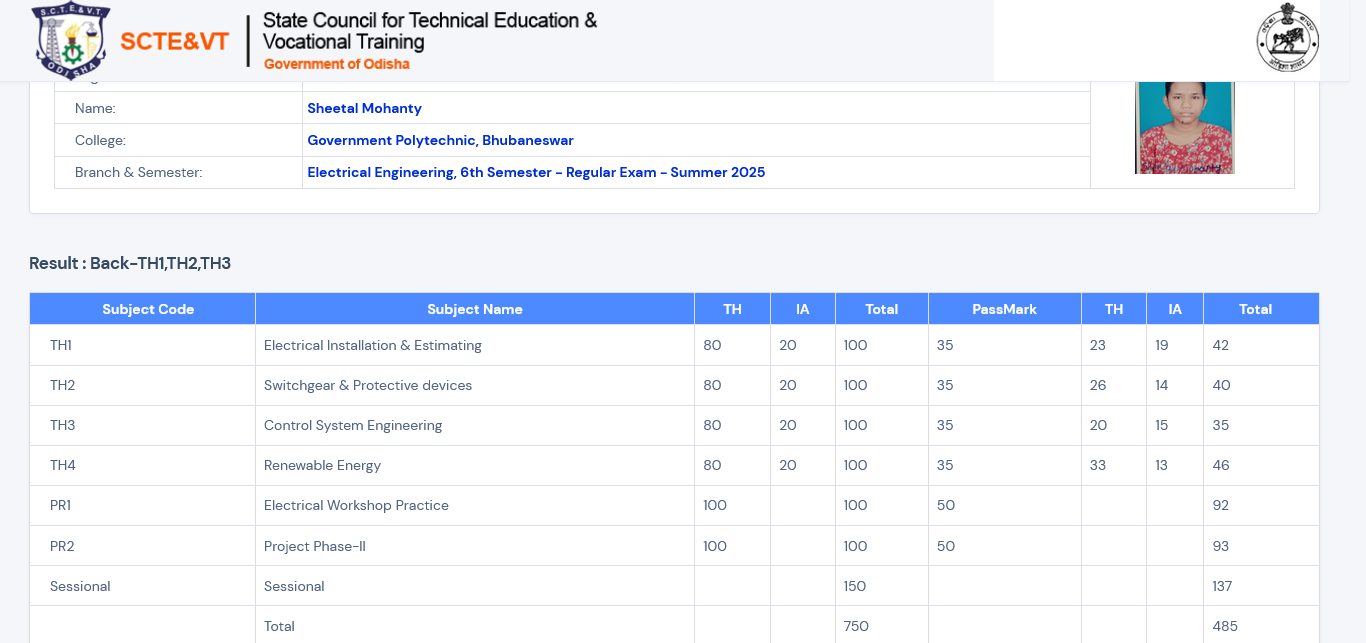 S.C.T.E.&V.T.
ODISHA
SCTE&VT
State Council for Technical Education &
Vocational Training
Government of Odisha
Name: Sheetal Mohanty
College: Government Polytechnic, Bhubaneswar
Branch & Semester: Electrical Engineering, 6th Semester - Regular Exam - Summer 2025
Result : Back-TH1,TH2,TH3
Subject Code Subject Name TH IA Total PassMark TH IA Total
TH1 Electrical Installation & Estimating 80 20 100 35 23 19 42
TH2 Switchgear & Protective devices 80 20 100 35 26 14 40
TH3 Control System Engineering 80 20 100 35 20 15 35
TH4 Renewable Energy 80 20 100 35 33 13 46
PR1 Electrical Workshop Practice 100 100 50 92
PR2 Project Phase-II 100 100 50 93
Sessional Sessional 150 137
Total 750 485